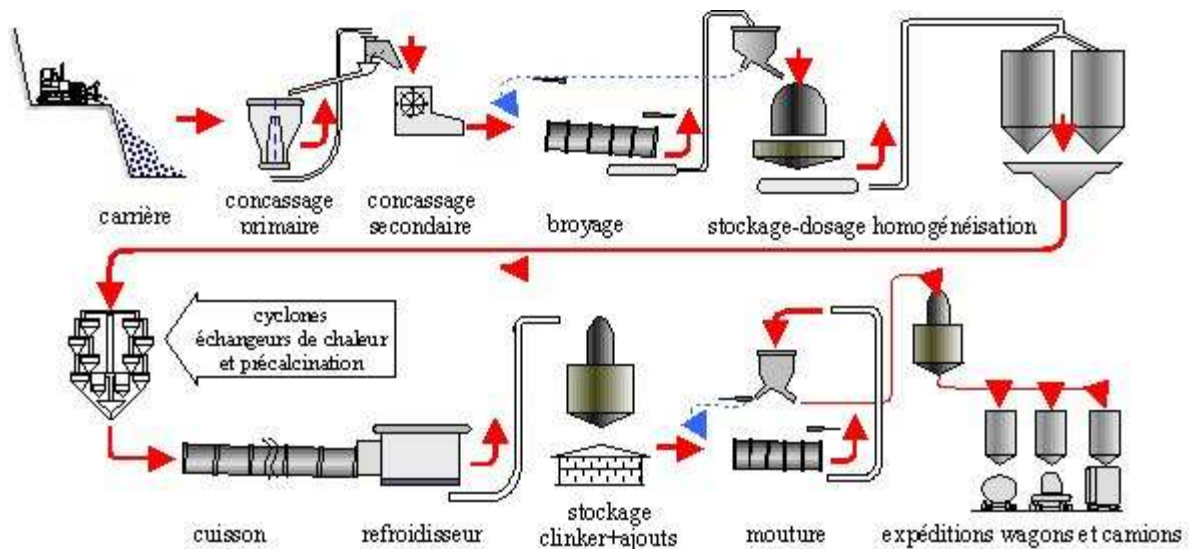 carrière
concassage
primaire
concassage
secondaire
broyage
stockage-dosage homogénéisation
cyclones
échangeurs de chaleur
et précalcination
cuisson
refroidisseur
stockage
clinker+ajouts
mouture
expéditions wagons et camions